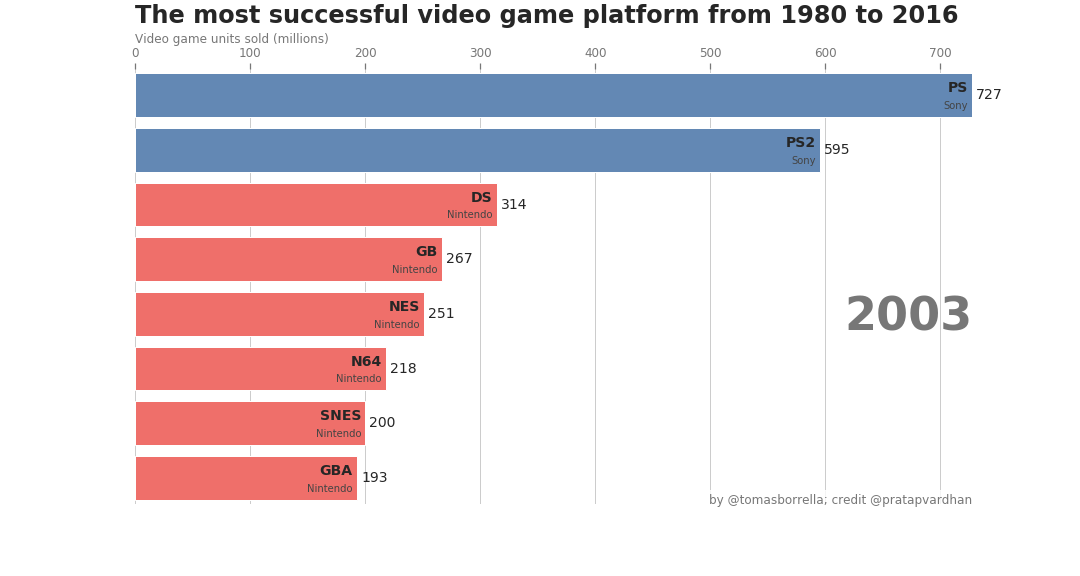 The most successful video game platform from 1980 to 2016
Video game units sold (millions)
0 100 200 300 400 500 600 700
PS 727
Sony
PS2 595
Sony
DS 314
Nintendo
GB 267
Nintendo
NES 251
Nintendo
2003
N64 218
Nintendo
SNES 200
Nintendo
GBA 193
Nintendo
by @tomasborrella; credit @pratapvardhan